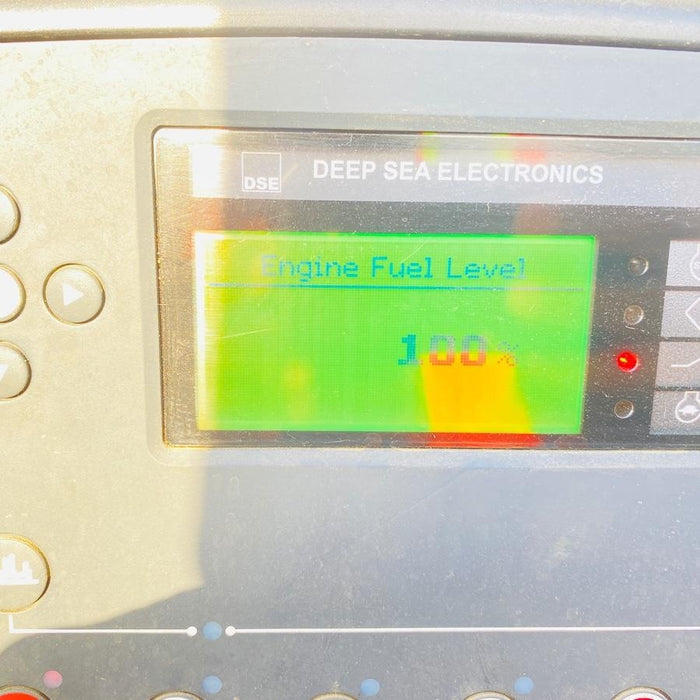 DSE
DEEP SEA ELECTRONICS
Engine Fuel Level
100%